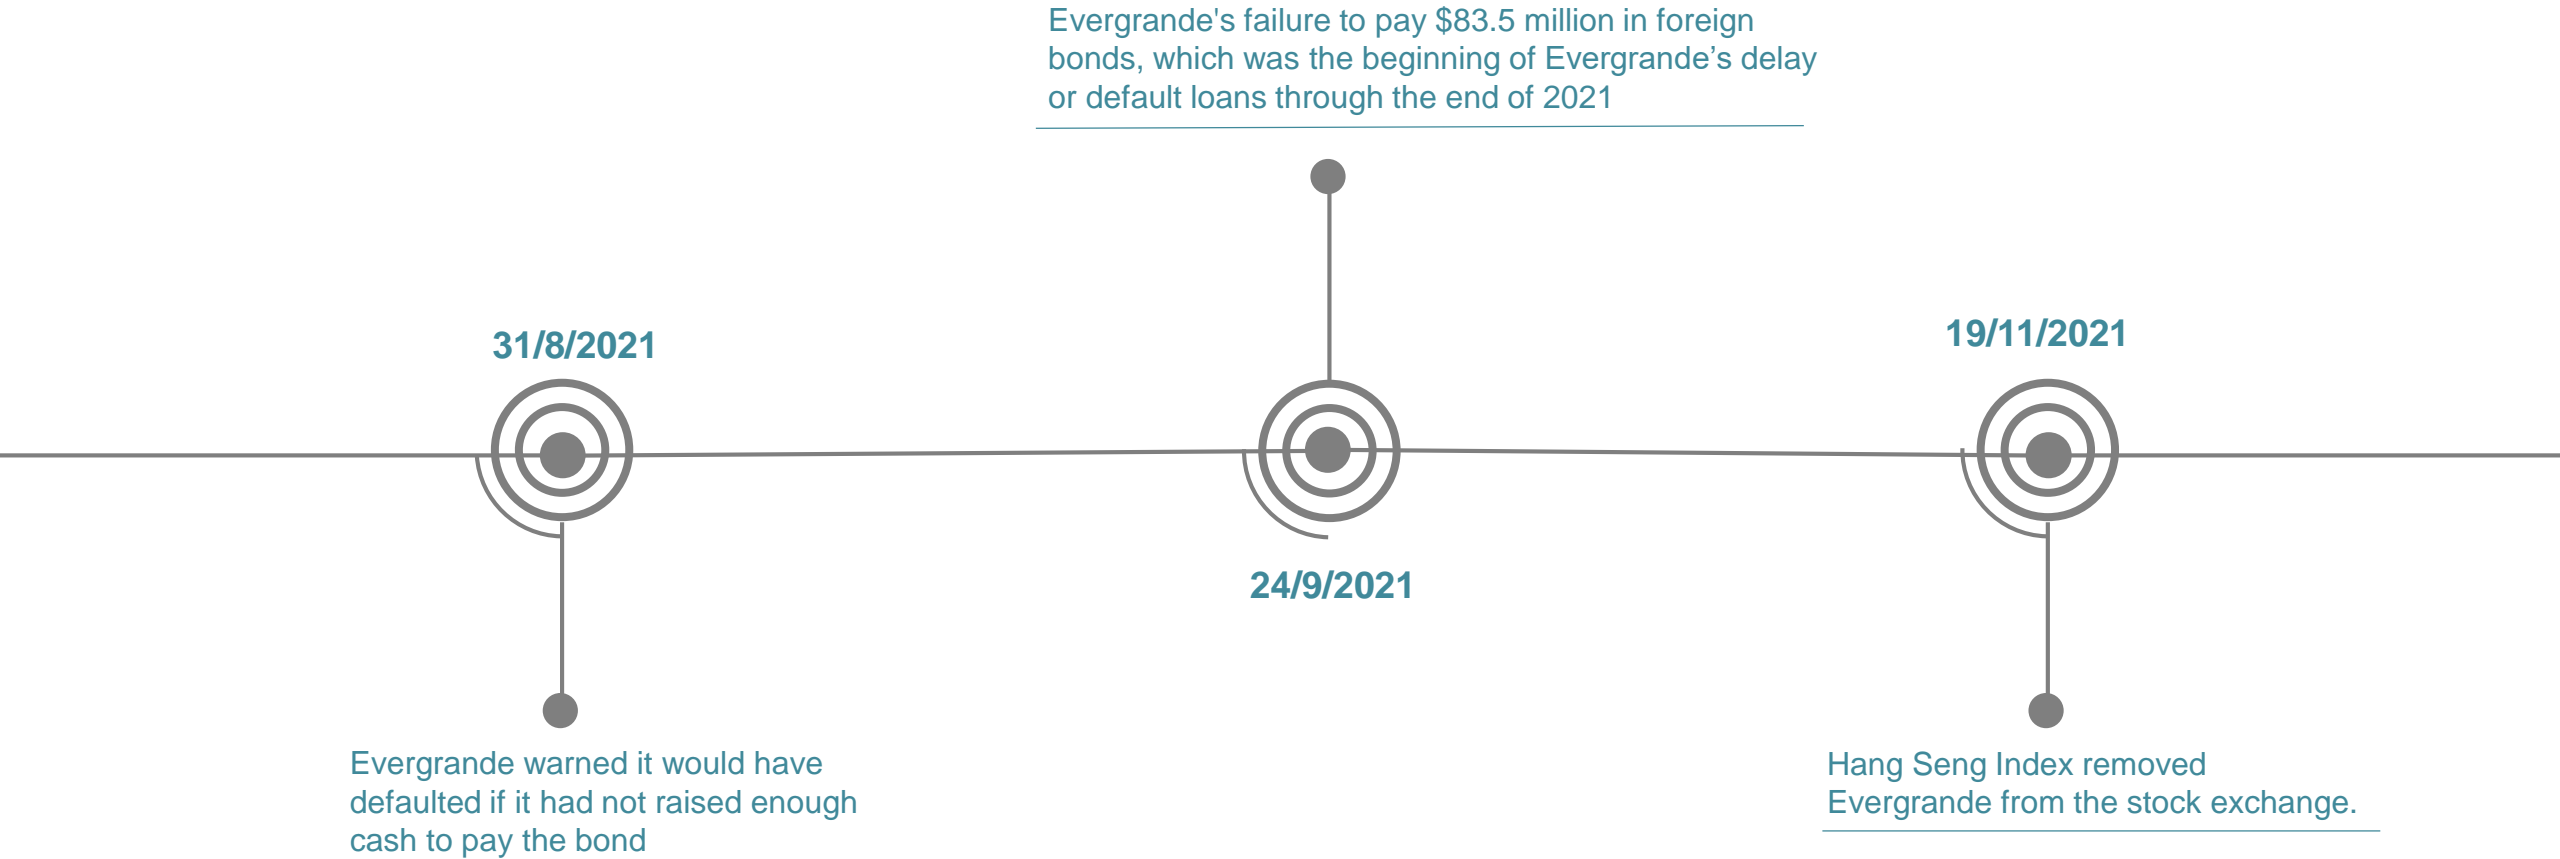 Evergrande's failure to pay $83.5 million in foreign
bonds, which was the beginning of Evergrande’s delay
or default loans through the end of 2021
31/8/2021
19/11/2021
24/9/2021
Evergrande warned it would have
defaulted if it had not raised enough
cash to pay the bond
Hang Seng Index removed
Evergrande from the stock exchange.